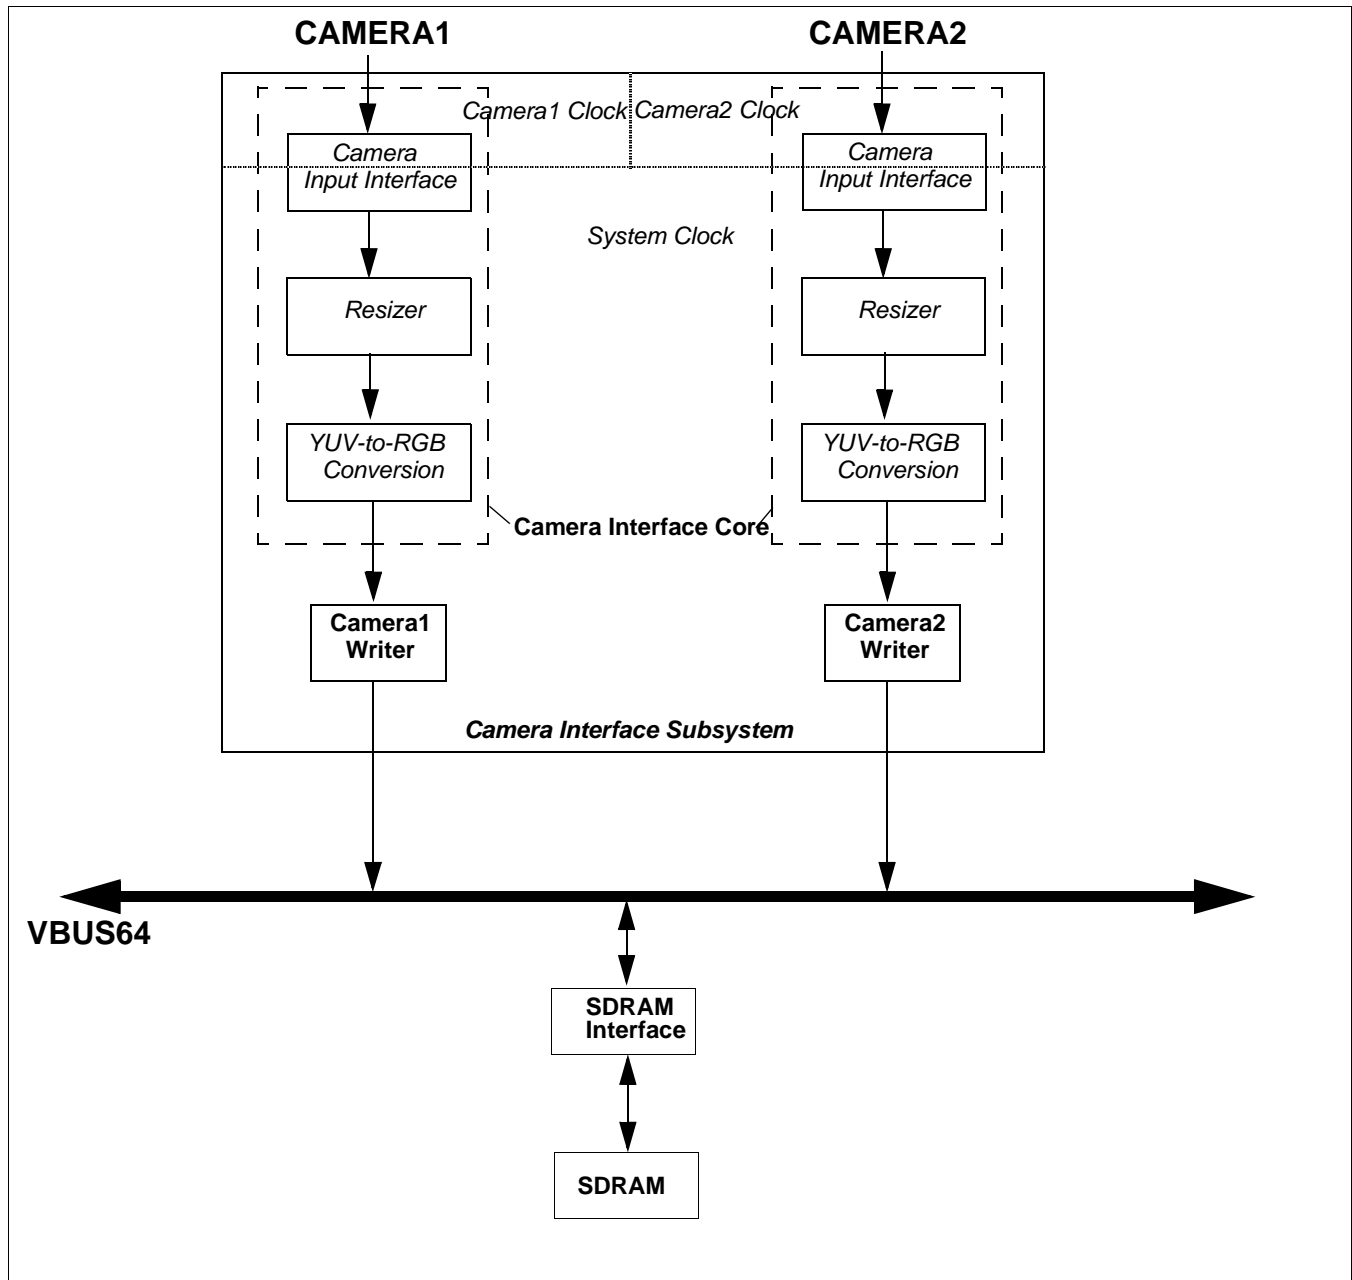 CAMERA1
CAMERA2
Camera1 Clock
Camera2 Clock
Camera
Input Interface
Camera
Input Interface
System Clock
Resizer
Resizer
YUV-to-RGB
Conversion
YUV-to-RGB
Conversion
Camera Interface Core
Camera1
Writer
Camera2
Writer
Camera Interface Subsystem
VBUS64
SDRAM
Interface
SDRAM